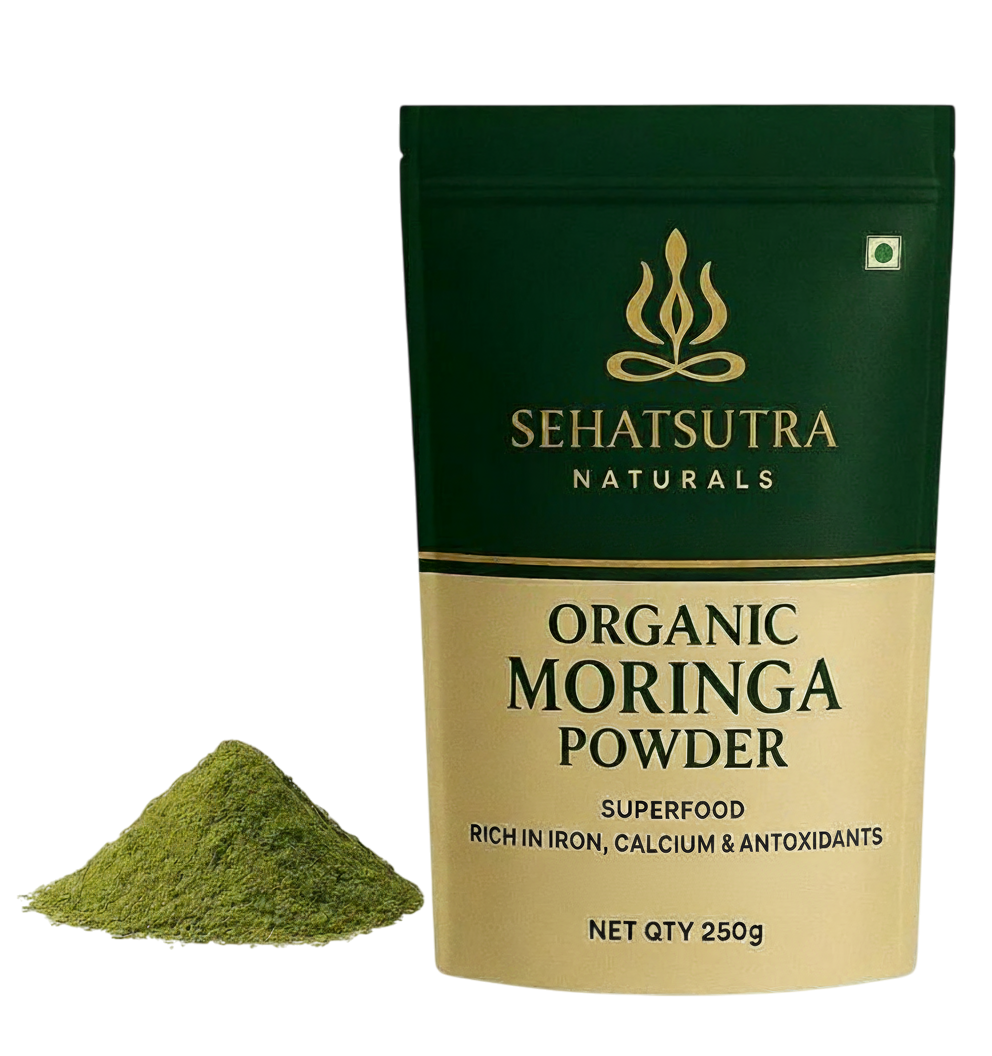 SEHATSUTRA
NATURALS
ORGANIC
MORINGA
POWDER
SUPERFOOD
RICH IN IRON, CALCIUM & ANTOXIDANTS
NET QTY 250g